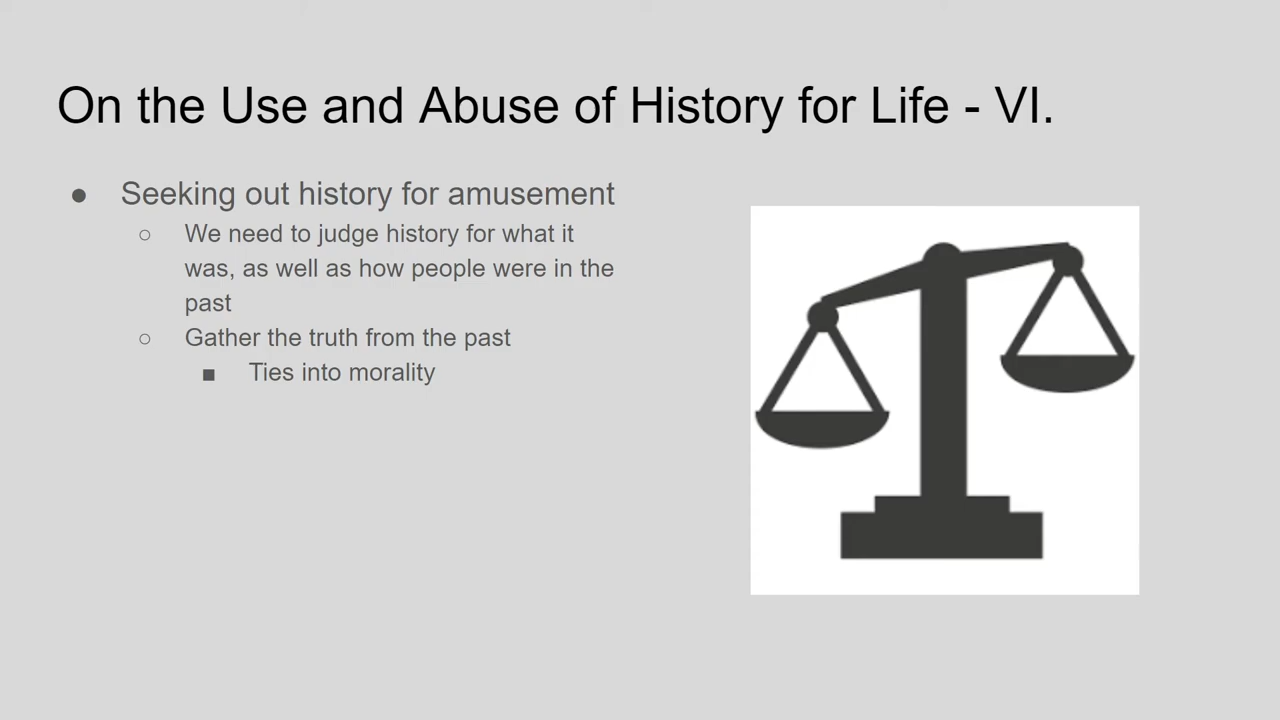 On the Use and Abuse of History for Life - VI.
● Seeking out history for amusement
○ We need to judge history for what it
was, as well as how people were in the
past
○ Gather the truth from the past
■ Ties into morality